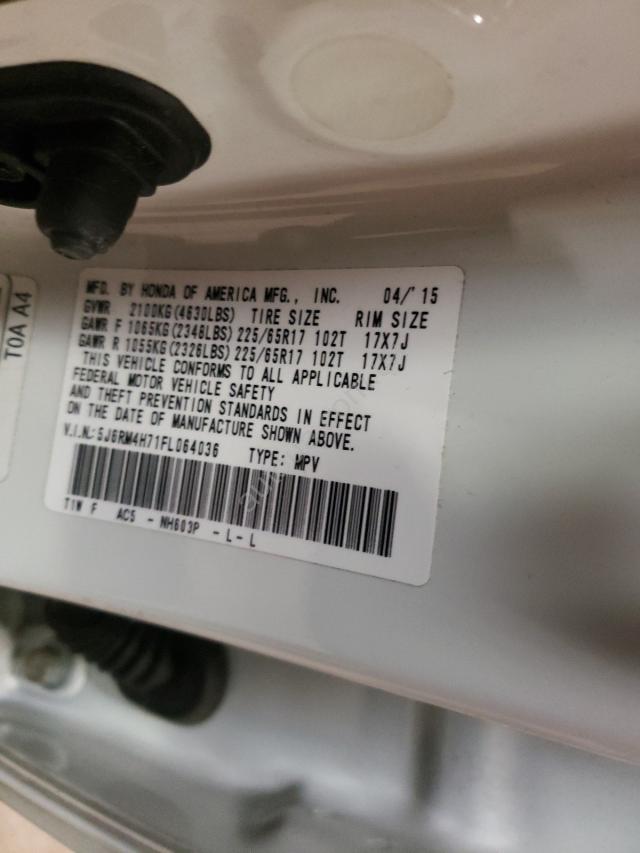 MFD. BY HONDA OF AMERICA MFG., INC. 04/'15
GVWR 2100KG(4630LBS) TIRE SIZE RIM SIZE
GAWR F 1065KG(2348LBS) 225/65R17 102T 17X7J
GAWR R 1055KG(2326LBS) 225/65R17 102T 17X7J
THIS VEHICLE CONFORMS TO ALL APPLICABLE
FEDERAL MOTOR VEHICLE SAFETY
AND THEFT PREVENTION STANDARDS IN EFFECT
ON THE DATE OF MANUFACTURE SHOWN ABOVE.
V.I.N.:5J6RM4H71FL064036 TYPE: MPV
T1W F AC5 - NH603P - L- L
T0A A4